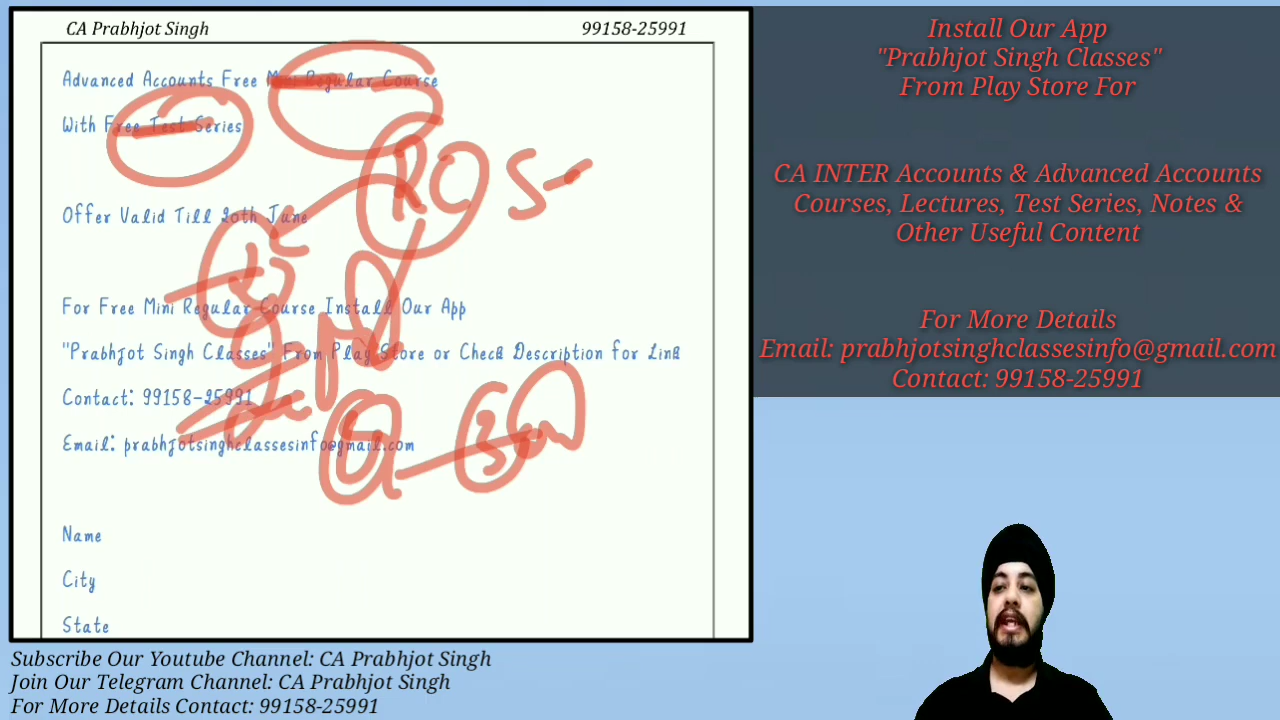 CA Prabhjot Singh 99158-25991
Advanced Accounts Free Mini Regular Course
With Free Test Series
Offer Valid Till 20th June
For Free Mini Regular Course Install Our App
"Prabhjot Singh Classes" From Play Store or Check Description for Link
Contact: 99158-25991
Email: prabhjotsinghclassesinfo@gmail.com
Name
City
State
Install Our App
"Prabhjot Singh Classes"
From Play Store For
CA INTER Accounts & Advanced Accounts
Courses, Lectures, Test Series, Notes &
Other Useful Content
For More Details
Email: prabhjotsinghclassesinfo@gmail.com
Contact: 99158-25991
Subscribe Our Youtube Channel: CA Prabhjot Singh
Join Our Telegram Channel: CA Prabhjot Singh
For More Details Contact: 99158-25991